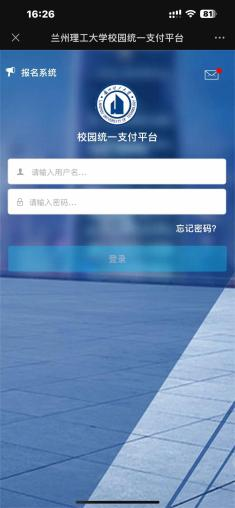 16:26
81
兰州理工大学校园统一支付平台
报名系统
校园统一支付平台
请输入用户名...
请输入密码...
忘记密码?
登录